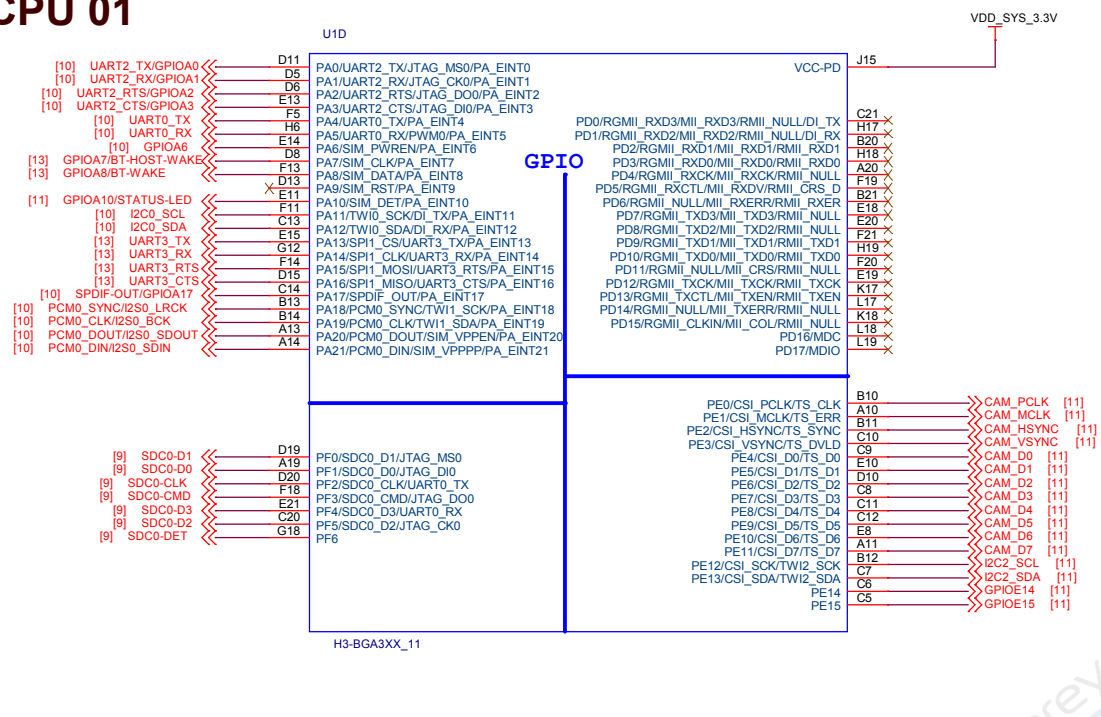 CPU 01
VDD_SYS_3.3V
U1D
[10] UART2_TX/GPIOA0 D11 PA0/UART2_TX/JTAG_MS0/PA_EINT0
[10] UART2_RX/GPIOA1 D5 PA1/UART2_RX/JTAG_CK0/PA_EINT1
[10] UART2_RTS/GPIOA2 D6 PA2/UART2_RTS/JTAG_DO0/PA_EINT2
[10] UART2_CTS/GPIOA3 E13 PA3/UART2_CTS/JTAG_DI0/PA_EINT3
[10] UART0_TX F5 PA4/UART0_TX/PA_EINT4
[10] UART0_RX H6 PA5/UART0_RX/PWM0/PA_EINT5
[10] GPIOA6 E14 PA6/SIM_PWREN/PA_EINT6
[13] GPIOA7/BT-HOST-WAKE D8 PA7/SIM_CLK/PA_EINT7
[13] GPIOA8/BT-WAKE F13 PA8/SIM_DATA/PA_EINT8
D13 PA9/SIM_RST/PA_EINT9
[11] GPIOA10/STATUS-LED E11 PA10/SIM_DET/PA_EINT10
[10] I2C0_SCL F11 PA11/TWI0_SCK/DI_TX/PA_EINT11
[10] I2C0_SDA C13 PA12/TWI0_SDA/DI_RX/PA_EINT12
[13] UART3_TX E15 PA13/SPI1_CS/UART3_TX/PA_EINT13
[13] UART3_RX G12 PA14/SPI1_CLK/UART3_RX/PA_EINT14
[13] UART3_RTS F14 PA15/SPI1_MOSI/UART3_RTS/PA_EINT15
[13] UART3_CTS D15 PA16/SPI1_MISO/UART3_CTS/PA_EINT16
[10] SPDIF-OUT/GPIOA17 C14 PA17/SPDIF_OUT/PA_EINT17
[10] PCM0_SYNC/I2S0_LRCK B13 PA18/PCM0_SYNC/TWI1_SCK/PA_EINT18
[10] PCM0_CLK/I2S0_BCK B14 PA19/PCM0_CLK/TWI1_SDA/PA_EINT19
[10] PCM0_DOUT/I2S0_SDOUT A13 PA20/PCM0_DOUT/SIM_VPPEN/PA_EINT20
[10] PCM0_DIN/I2S0_SDIN A14 PA21/PCM0_DIN/SIM_VPPPP/PA_EINT21
GPIO
VCC-PD J15
PD0/RGMII_RXD3/MII_RXD3/RMII_NULL/DI_TX C21
PD1/RGMII_RXD2/MII_RXD2/RMII_NULL/DI_RX H17
PD2/RGMII_RXD1/MII_RXD1/RMII_RXD1 B20
PD3/RGMII_RXD0/MII_RXD0/RMII_RXD0 H18
PD4/RGMII_RXCK/MII_RXCK/RMII_NULL A20
PD5/RGMII_RXCTL/MII_RXDV/RMII_CRS_D F19
PD6/RGMII_NULL/MII_RXERR/RMII_RXER B21
PD7/RGMII_TXD3/MII_TXD3/RMII_NULL E18
PD8/RGMII_TXD2/MII_TXD2/RMII_NULL E20
PD9/RGMII_TXD1/MII_TXD1/RMII_TXD1 F21
PD10/RGMII_TXD0/MII_TXD0/RMII_TXD0 H19
PD11/RGMII_NULL/MII_CRS/RMII_NULL F20
PD12/RGMII_TXCK/MII_TXCK/RMII_TXCK E19
PD13/RGMII_TXCTL/MII_TXEN/RMII_TXEN K17
PD14/RGMII_NULL/MII_TXERR/RMII_NULL L17
PD15/RGMII_CLKIN/MII_COL/RMII_NULL K18
PD16/MDC L18
PD17/MDIO L19
PE0/CSI_PCLK/TS_CLK B10 CAM_PCLK [11]
PE1/CSI_MCLK/TS_ERR A10 CAM_MCLK [11]
PE2/CSI_HSYNC/TS_SYNC B11 CAM_HSYNC [11]
PE3/CSI_VSYNC/TS_DVLD C10 CAM_VSYNC [11]
PE4/CSI_D0/TS_D0 C9 CAM_D0 [11]
PE5/CSI_D1/TS_D1 E10 CAM_D1 [11]
PE6/CSI_D2/TS_D2 D10 CAM_D2 [11]
PE7/CSI_D3/TS_D3 C8 CAM_D3 [11]
PE8/CSI_D4/TS_D4 C11 CAM_D4 [11]
PE9/CSI_D5/TS_D5 C12 CAM_D5 [11]
PE10/CSI_D6/TS_D6 E8 CAM_D6 [11]
PE11/CSI_D7/TS_D7 A11 CAM_D7 [11]
PE12/CSI_SCK/TWI2_SCK B12 I2C2_SCL [11]
PE13/CSI_SDA/TWI2_SDA C7 I2C2_SDA [11]
PE14 C6 GPIOE14 [11]
PE15 C5 GPIOE15 [11]
[9] SDC0-D1 D19 PF0/SDC0_D1/JTAG_MS0
[9] SDC0-D0 A19 PF1/SDC0_D0/JTAG_DI0
[9] SDC0-CLK D20 PF2/SDC0_CLK/UART0_TX
[9] SDC0-CMD F18 PF3/SDC0_CMD/JTAG_DO0
[9] SDC0-D3 E21 PF4/SDC0_D3/UART0_RX
[9] SDC0-D2 C20 PF5/SDC0_D2/JTAG_CK0
[9] SDC0-DET G18 PF6
H3-BGA3XX_11